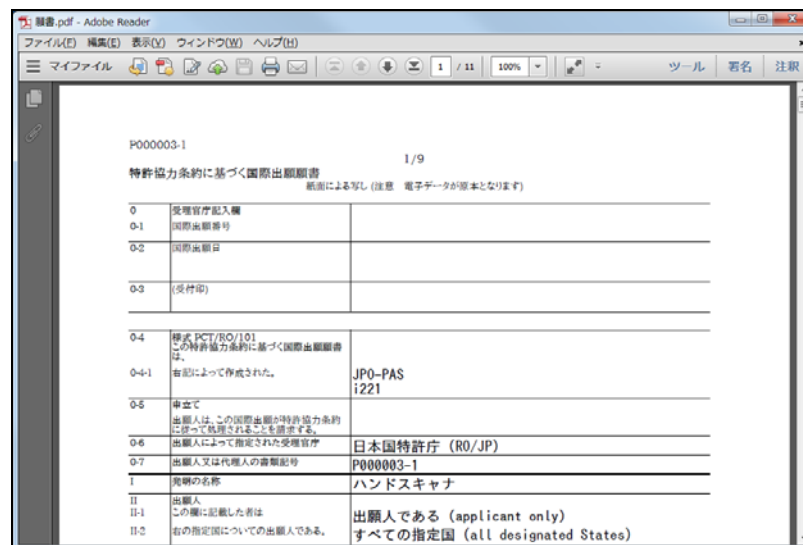 願書.pdf - Adobe Reader
ファイル(F) 編集(E) 表示(V) ウィンドウ(W) ヘルプ(H)
マイファイル 1 / 11 100% ツール 署名 注釈
P000003-1
1/9
特許協力条約に基づく国際出願願書
紙面による写し (注意 電子データが原本となります)
0 受理官庁記入欄
0-1 国際出願番号
0-2 国際出願日
0-3 (受付印)
0-4 様式 PCT/RO/101
この特許協力条約に基づく国際出願願書
は、
0-4-1 右記によって作成された。 JPO-PAS
i221
0-5 申立て
出願人は、この国際出願が特許協力条約
に従って処理されることを請求する。
0-6 出願人によって指定された受理官庁 日本国特許庁 (RO/JP)
0-7 出願人又は代理人の書類記号 P000003-1
I 発明の名称 ハンドスキャナ
II 出願人
II-1 この欄に記載した者は 出願人である (applicant only)
II-2 右の指定国についての出願人である。 すべての指定国 (all designated States)